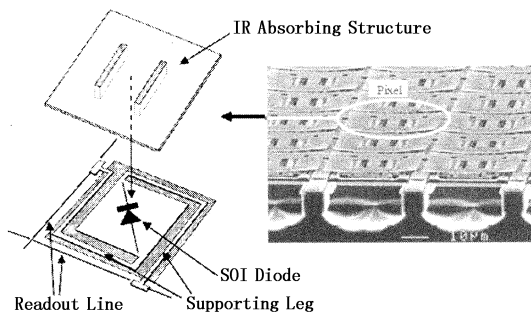 IR Absorbing Structure
Pixel
10μm
SOI Diode
Readout Line
Supporting Leg